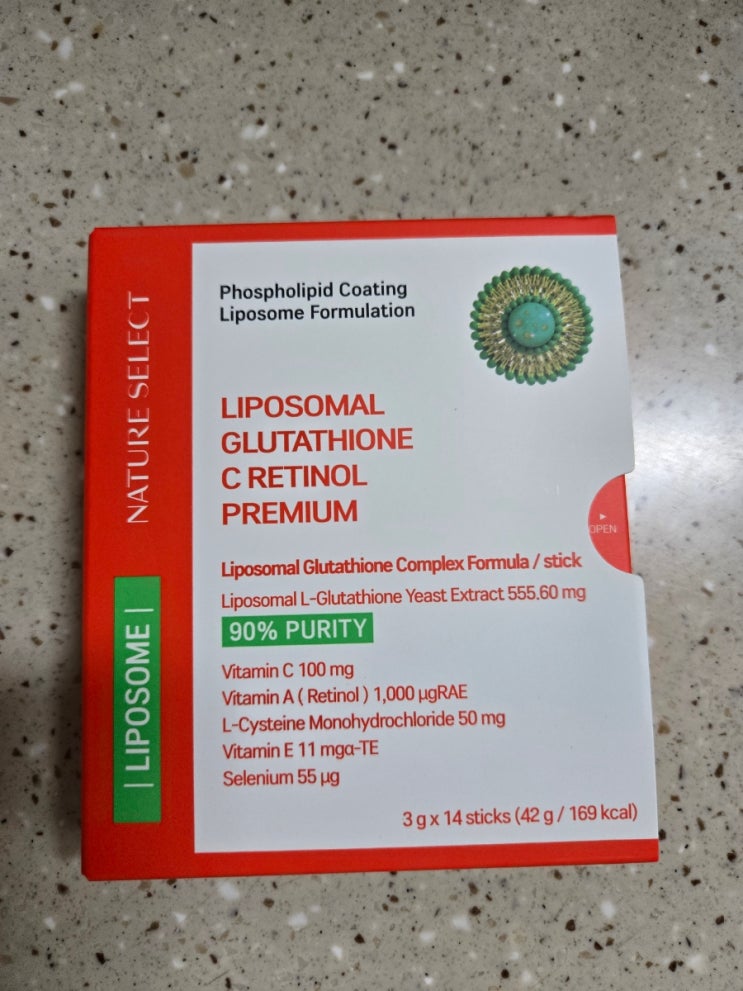 NATURE SELECT
| LIPOSOME |
Phospholipid Coating
Liposome Formulation
LIPOSOMAL
GLUTATHIONE
C RETINOL
PREMIUM
OPEN
Liposomal Glutathione Complex Formula / stick
Liposomal L-Glutathione Yeast Extract 555.60 mg
90% PURITY
Vitamin C 100 mg
Vitamin A ( Retinol ) 1,000 μgRAE
L-Cysteine Monohydrochloride 50 mg
Vitamin E 11 mgα-TE
Selenium 55 μg
3 g x 14 sticks (42 g / 169 kcal)